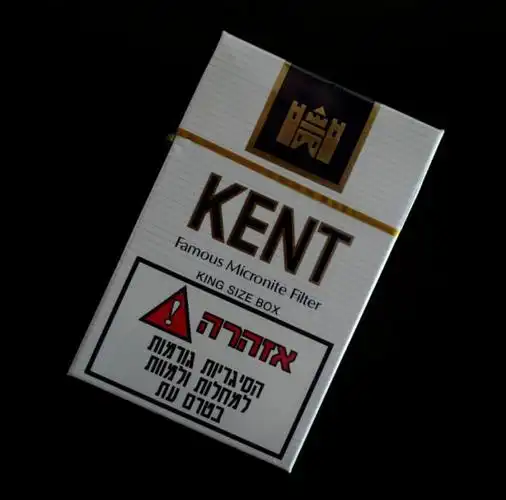 KENT
Famous Micronite Filter
KING SIZE BOX
אזהרה
הסיגריות גורמות
למחלות ולמוות
בטרם עת